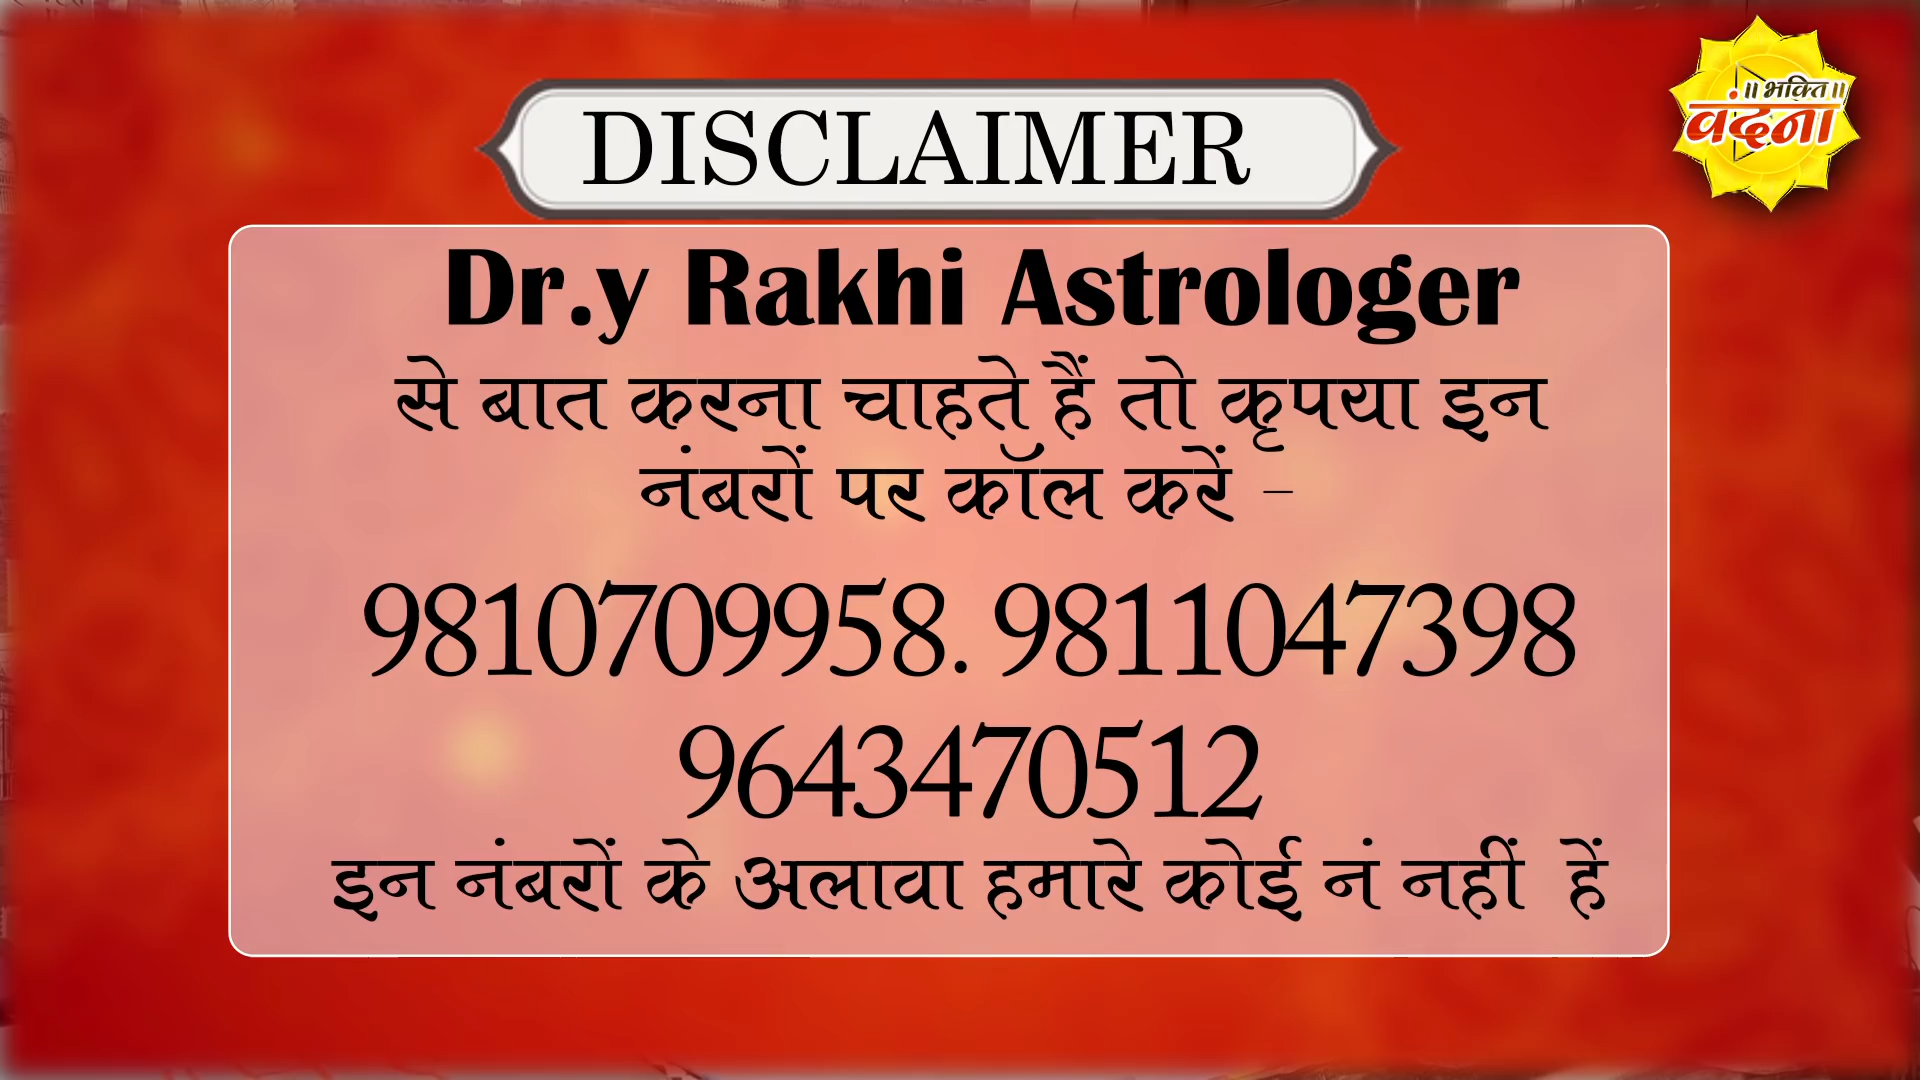 ॥ भक्ति ॥
वंदना
DISCLAIMER
Dr.y Rakhi Astrologer
से बात करना चाहते हैं तो कृपया इन
नंबरों पर कॉल करें -
9810709958. 9811047398
9643470512
इन नंबरों के अलावा हमारे कोई नं नहीं हें